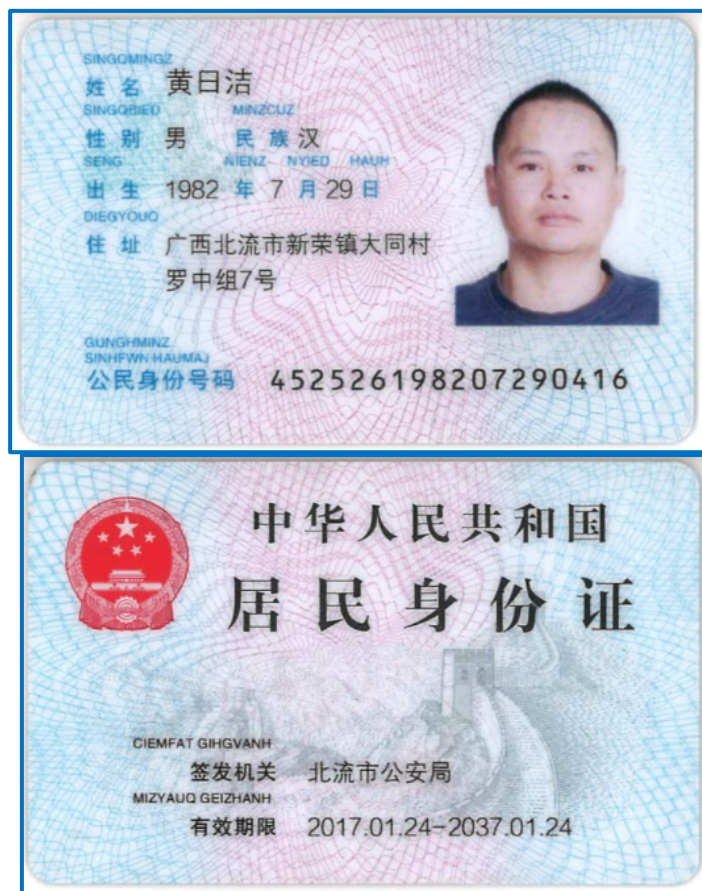 SINGQMINGZ
姓 名 黄日洁
SINGQBIED MINZCUZ
性 别 男 民 族 汉
SENG NIENZ NYIED HAUH
出 生 1982 年 7 月 29 日
DIEGYOUQ
住 址 广西北流市新荣镇大同村
罗中组7号
GUNGHMINZ
SINHFWN HAUMAJ
公民身份号码 452526198207290416
中华人民共和国
居民身份证
CIEMFAT GIHGVANH
签发机关 北流市公安局
MIZYAUQ GEIZHANH
有效期限 2017.01.24-2037.01.24